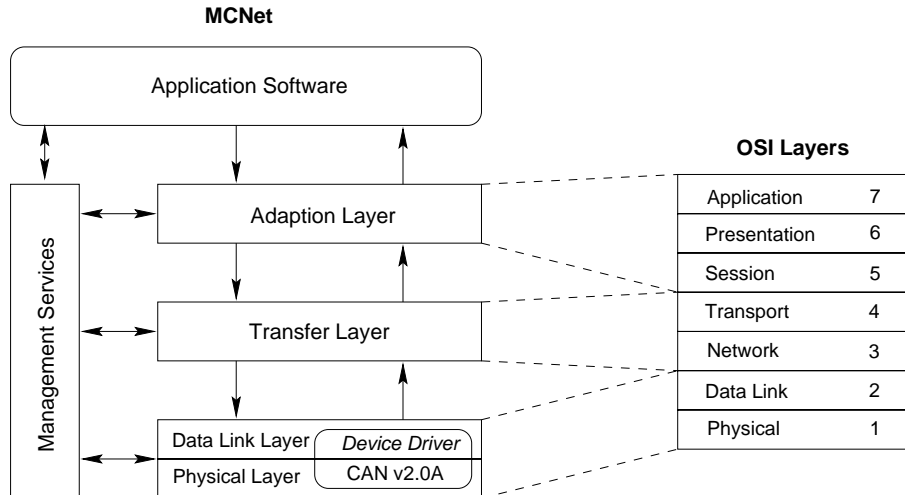 MCNet
Application Software
Management Services
Adaption Layer
Transfer Layer
Data Link Layer
Device Driver
Physical Layer
CAN v2.0A
OSI Layers
Application 7
Presentation 6
Session 5
Transport 4
Network 3
Data Link 2
Physical 1